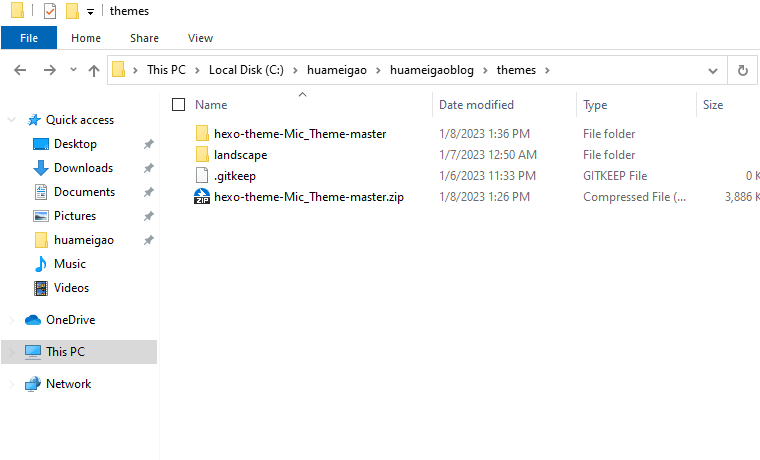 themes
File Home Share View
This PC Local Disk (C:) huameigao huameigaoblog themes
Name Date modified Type Size
Quick access
Desktop
Downloads
Documents
Pictures
huameigao
Music
Videos
OneDrive
This PC
Network
hexo-theme-Mic_Theme-master 1/8/2023 1:36 PM File folder
landscape 1/7/2023 12:50 AM File folder
.gitkeep 1/6/2023 11:33 PM GITKEEP File 0 K
hexo-theme-Mic_Theme-master.zip 1/8/2023 1:26 PM Compressed File (... 3,886 K
ZIP